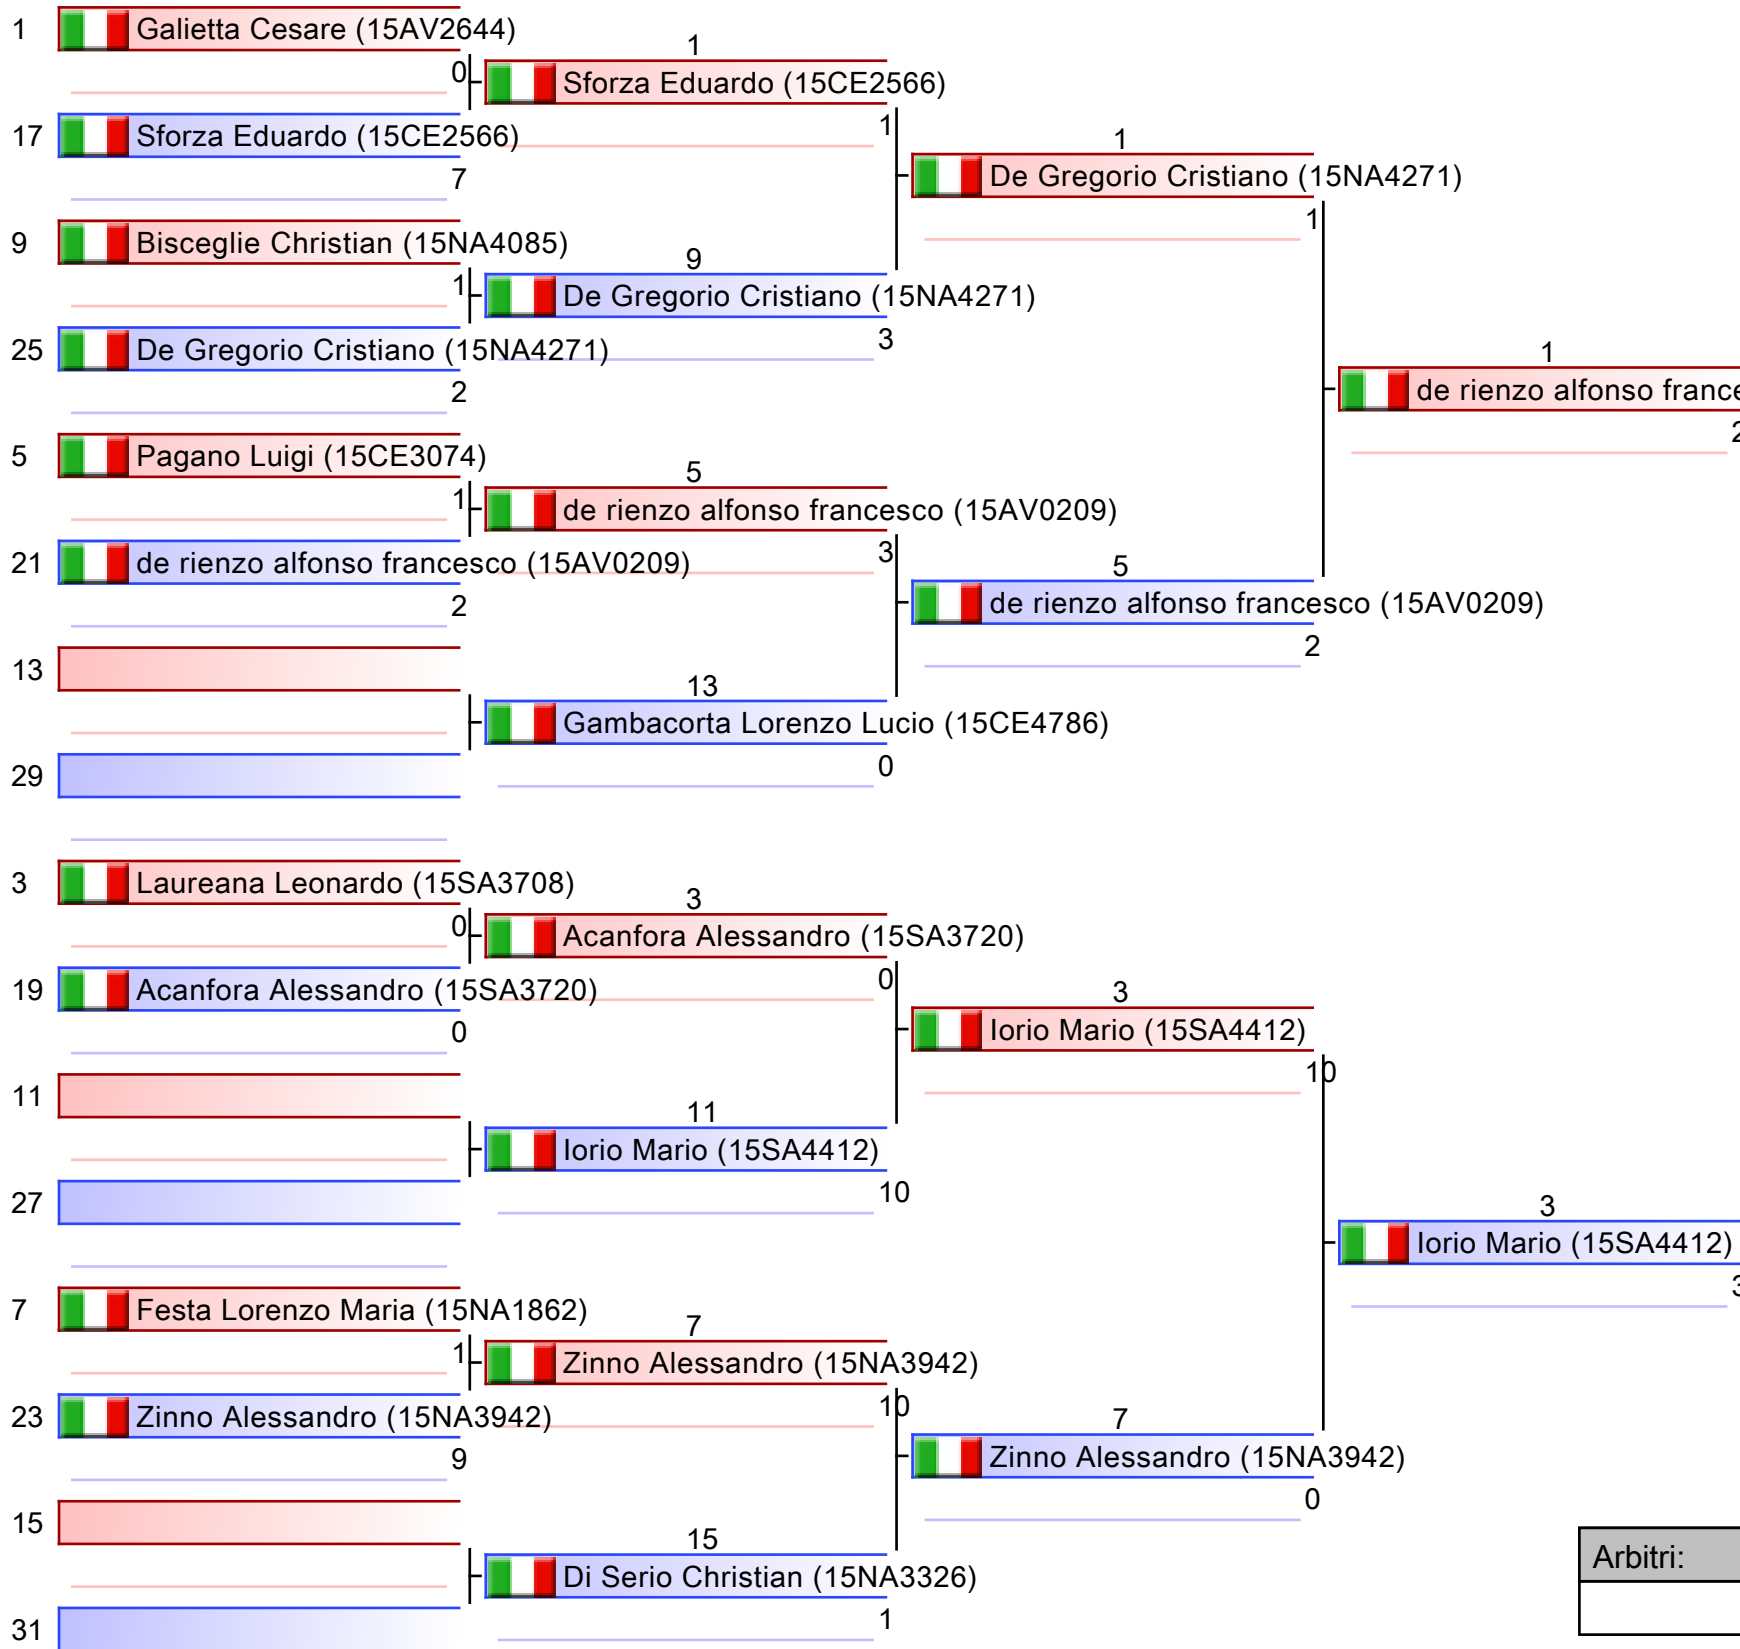 1 Galietta Cesare (15AV2644)
1
0 Sforza Eduardo (15CE2566)
17 Sforza Eduardo (15CE2566)
1
1
7
De Gregorio Cristiano (15NA4271)
1
9 Bisceglie Christian (15NA4085)
9
1 De Gregorio Cristiano (15NA4271)
25 De Gregorio Cristiano (15NA4271)
3
1
2
de rienzo alfonso france
2
5 Pagano Luigi (15CE3074)
5
1 de rienzo alfonso francesco (15AV0209)
21 de rienzo alfonso francesco (15AV0209)
3
5
2
de rienzo alfonso francesco (15AV0209)
2
13
13
Gambacorta Lorenzo Lucio (15CE4786)
29
0
3 Laureana Leonardo (15SA3708)
3
0 Acanfora Alessandro (15SA3720)
19 Acanfora Alessandro (15SA3720)
0
3
0
Iorio Mario (15SA4412)
10
11
11
Iorio Mario (15SA4412)
27
10
3
Iorio Mario (15SA4412)
3
7 Festa Lorenzo Maria (15NA1862)
7
1 Zinno Alessandro (15NA3942)
23 Zinno Alessandro (15NA3942)
10
7
9
Zinno Alessandro (15NA3942)
0
15
15
Di Serio Christian (15NA3326)
Arbitri:
31
1